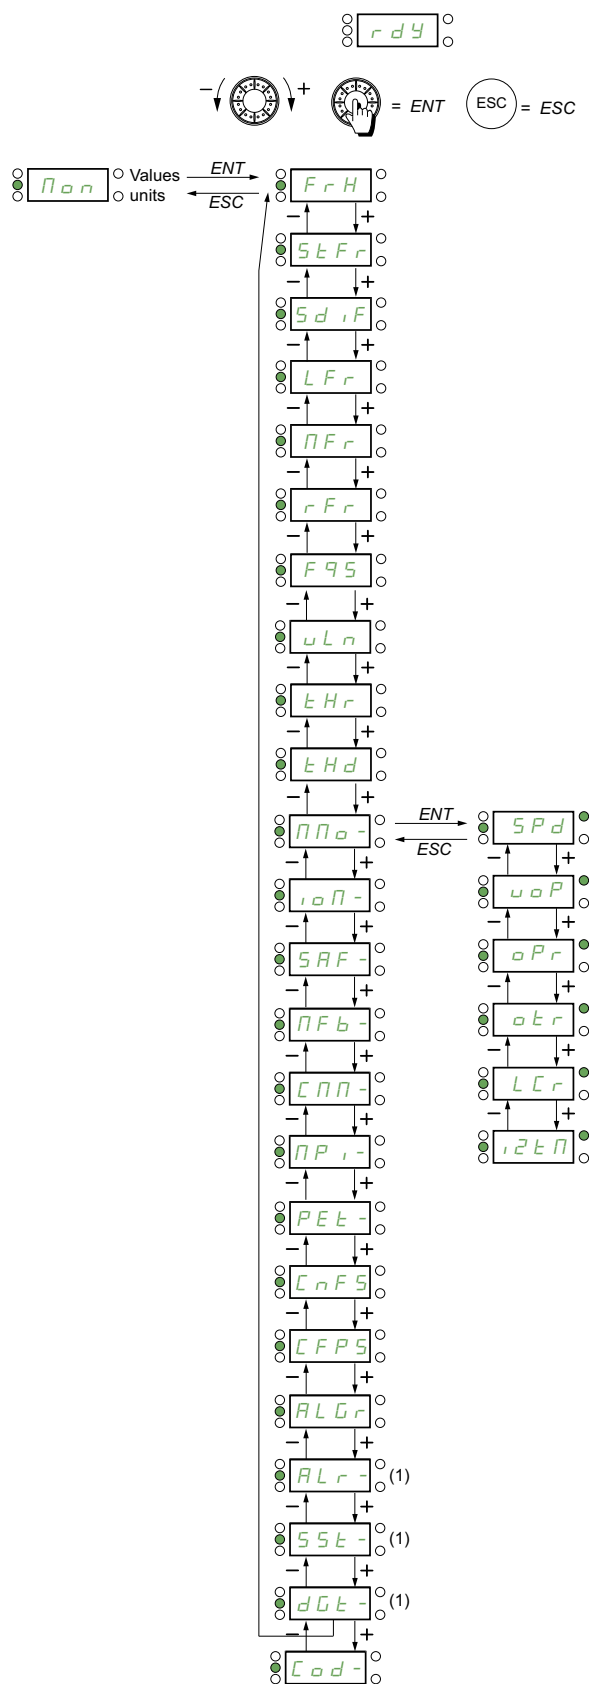 rdY
- + = ENT ESC = ESC
Mon Values units ENT ESC FrH
- +
StFr
- +
SdiF
- +
LFr
- +
MFr
- +
rFr
- +
FqS
- +
uLn
- +
tHr
- +
tHd
- +
MMo- ENT ESC SPd
- + - +
ioM- uoP
- + - +
SAF- oPr
- + - +
MFb- otr
- + - +
CMM- LCr
- + - +
MPi- i2tM
- +
PEt-
- +
CnFS
- +
CFPS
- +
ALGr
- +
ALr- (1)
- +
SSt- (1)
- +
dGt- (1)
- +
Cod-